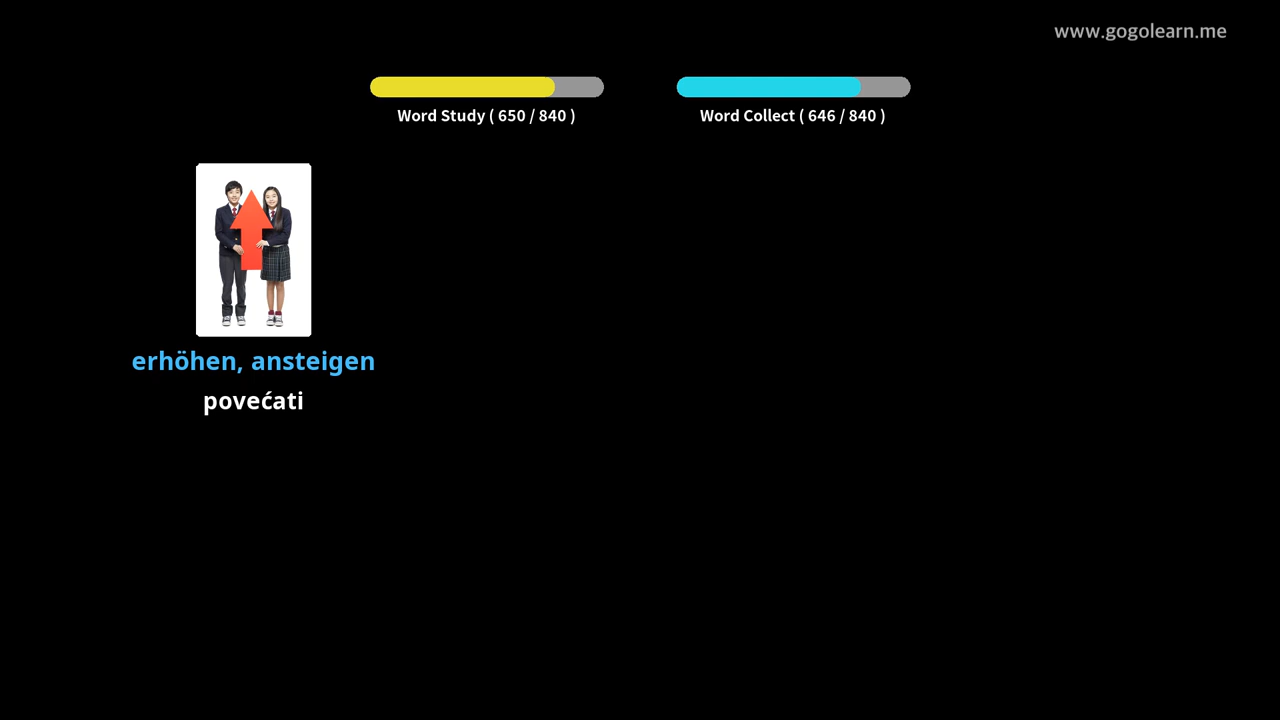 www.gogolearn.me
Word Study ( 650 / 840 )
Word Collect ( 646 / 840 )
erhöhen, ansteigen
povećati